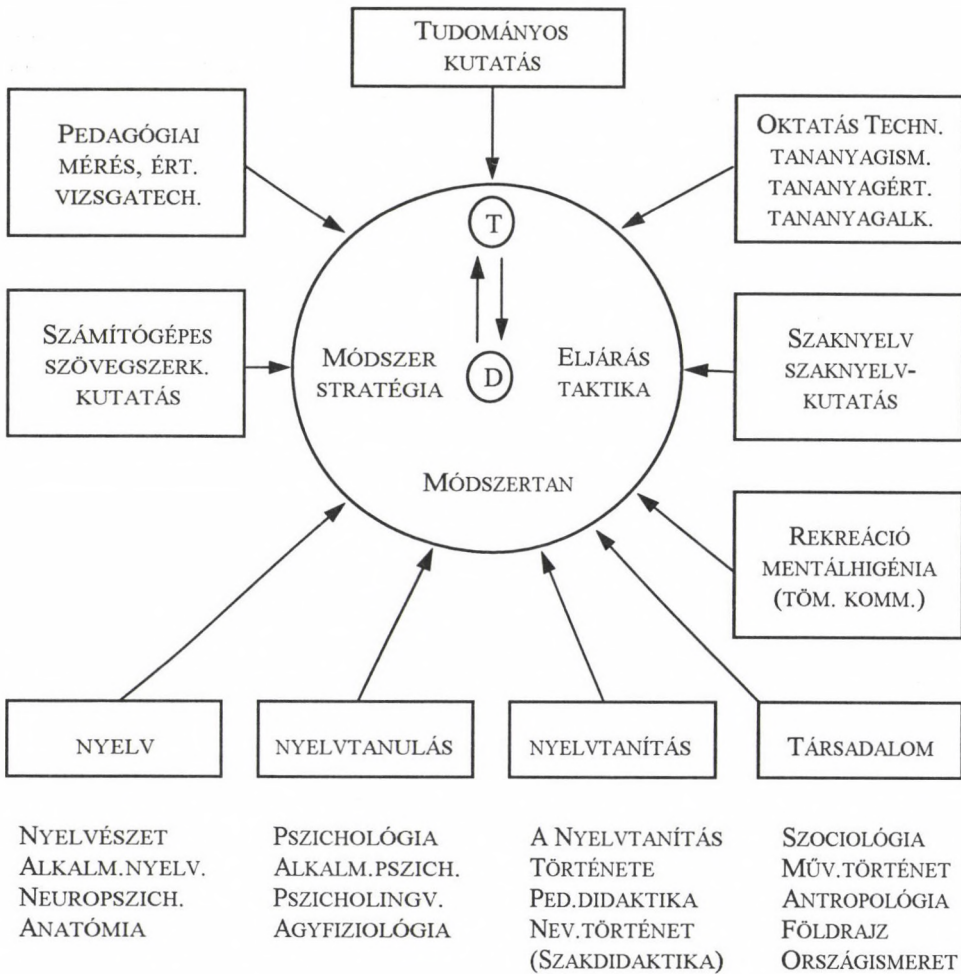 TUDOMÁNYOS
KUTATÁS
PEDAGÓGIAI
MÉRÉS, ÉRT.
VIZSGATECH.
OKTATÁS TECHN.
TANANYAGISM.
TANANYAGÉRT.
TANANYAGALK.
T
SZÁMÍTÓGÉPES
SZÖVEGSZERK.
KUTATÁS
MÓDSZER
STRATÉGIA
D
ELJÁRÁS
TAKTIKA
SZAKNYELV
SZAKNYELV-
KUTATÁS
MÓDSZERTAN
REKREÁCIÓ
MENTÁLHIGÉNIA
(TÖM. KOMM.)
NYELV
NYELVTANULÁS
NYELVTANÍTÁS
TÁRSADALOM
NYELVÉSZET
ALKALM.NYELV.
NEUROPSZICH.
ANATÓMIA
PSZICHOLÓGIA
ALKALM.PSZICH.
PSZICHOLINGV.
AGYFIZIOLÓGIA
A NYELVTANÍTÁS
TÖRTÉNETE
PED.DIDAKTIKA
NEV.TÖRTÉNET
(SZAKDIDAKTIKA)
SZOCIOLÓGIA
MŰV.TÖRTÉNET
ANTROPOLÓGIA
FÖLDRAJZ
ORSZÁGISMERET